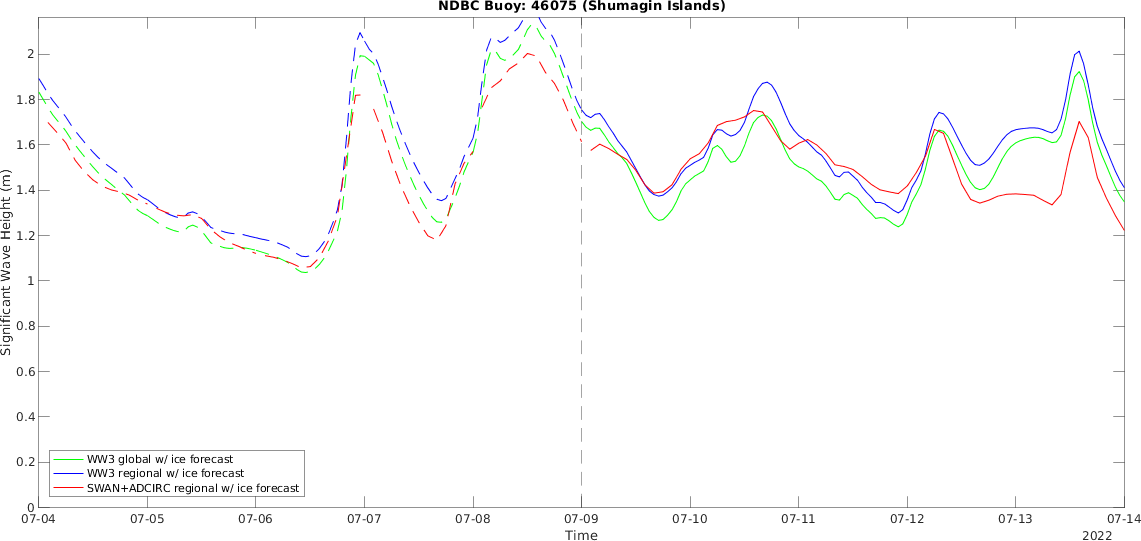 NDBC Buoy: 46075 (Shumagin Islands)
Significant Wave Height (m)
2
1.8
1.6
1.4
1.2
1
0.8
0.6
0.4
0.2
0
WW3 global w/ ice forecast
WW3 regional w/ ice forecast
SWAN+ADCIRC regional w/ ice forecast
07-04 07-05 07-06 07-07 07-08 07-09 07-10 07-11 07-12 07-13 07-14
Time
2022